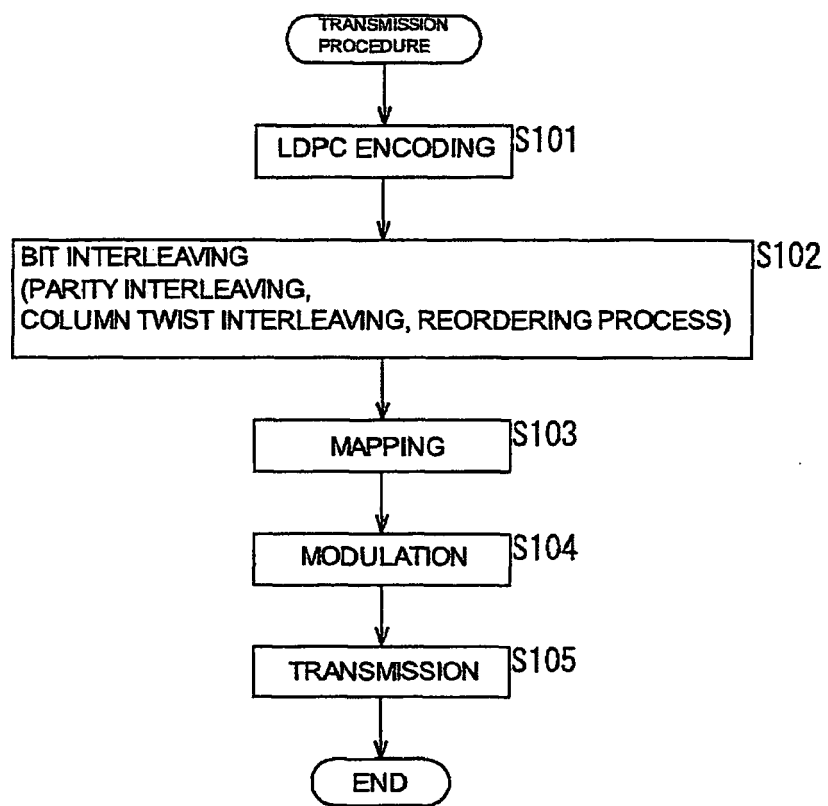 TRANSMISSION
PROCEDURE
LDPC ENCODING S101
BIT INTERLEAVING S102
(PARITY INTERLEAVING,
COLUMN TWIST INTERLEAVING, REORDERING PROCESS)
MAPPING S103
MODULATION S104
TRANSMISSION S105
END